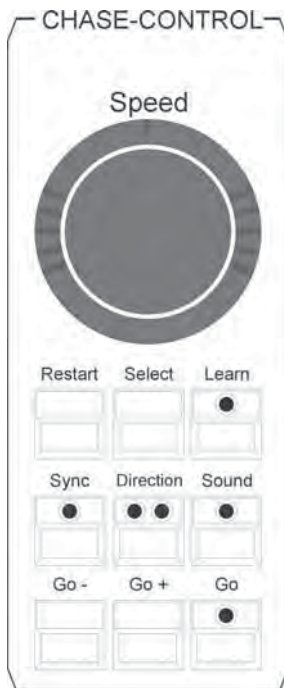 CHASE-CONTROL
Speed
Restart Select Learn
Sync Direction Sound
Go - Go + Go